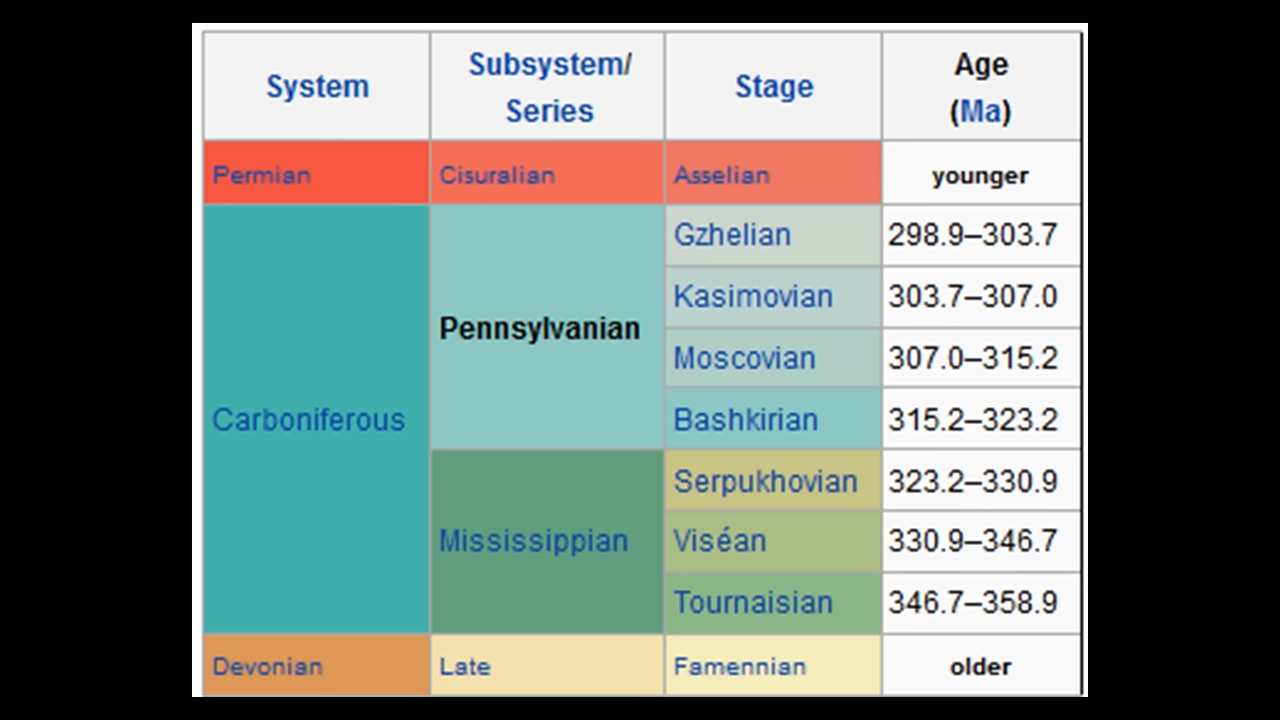 System
Subsystem/
Series
Stage
Age
(Ma)
Permian
Cisuralian
Asselian
younger
Carboniferous
Pennsylvanian
Gzhelian
298.9–303.7
Kasimovian
303.7–307.0
Moscovian
307.0–315.2
Bashkirian
315.2–323.2
Mississippian
Serpukhovian
323.2–330.9
Viséan
330.9–346.7
Tournaisian
346.7–358.9
Devonian
Late
Famennian
older